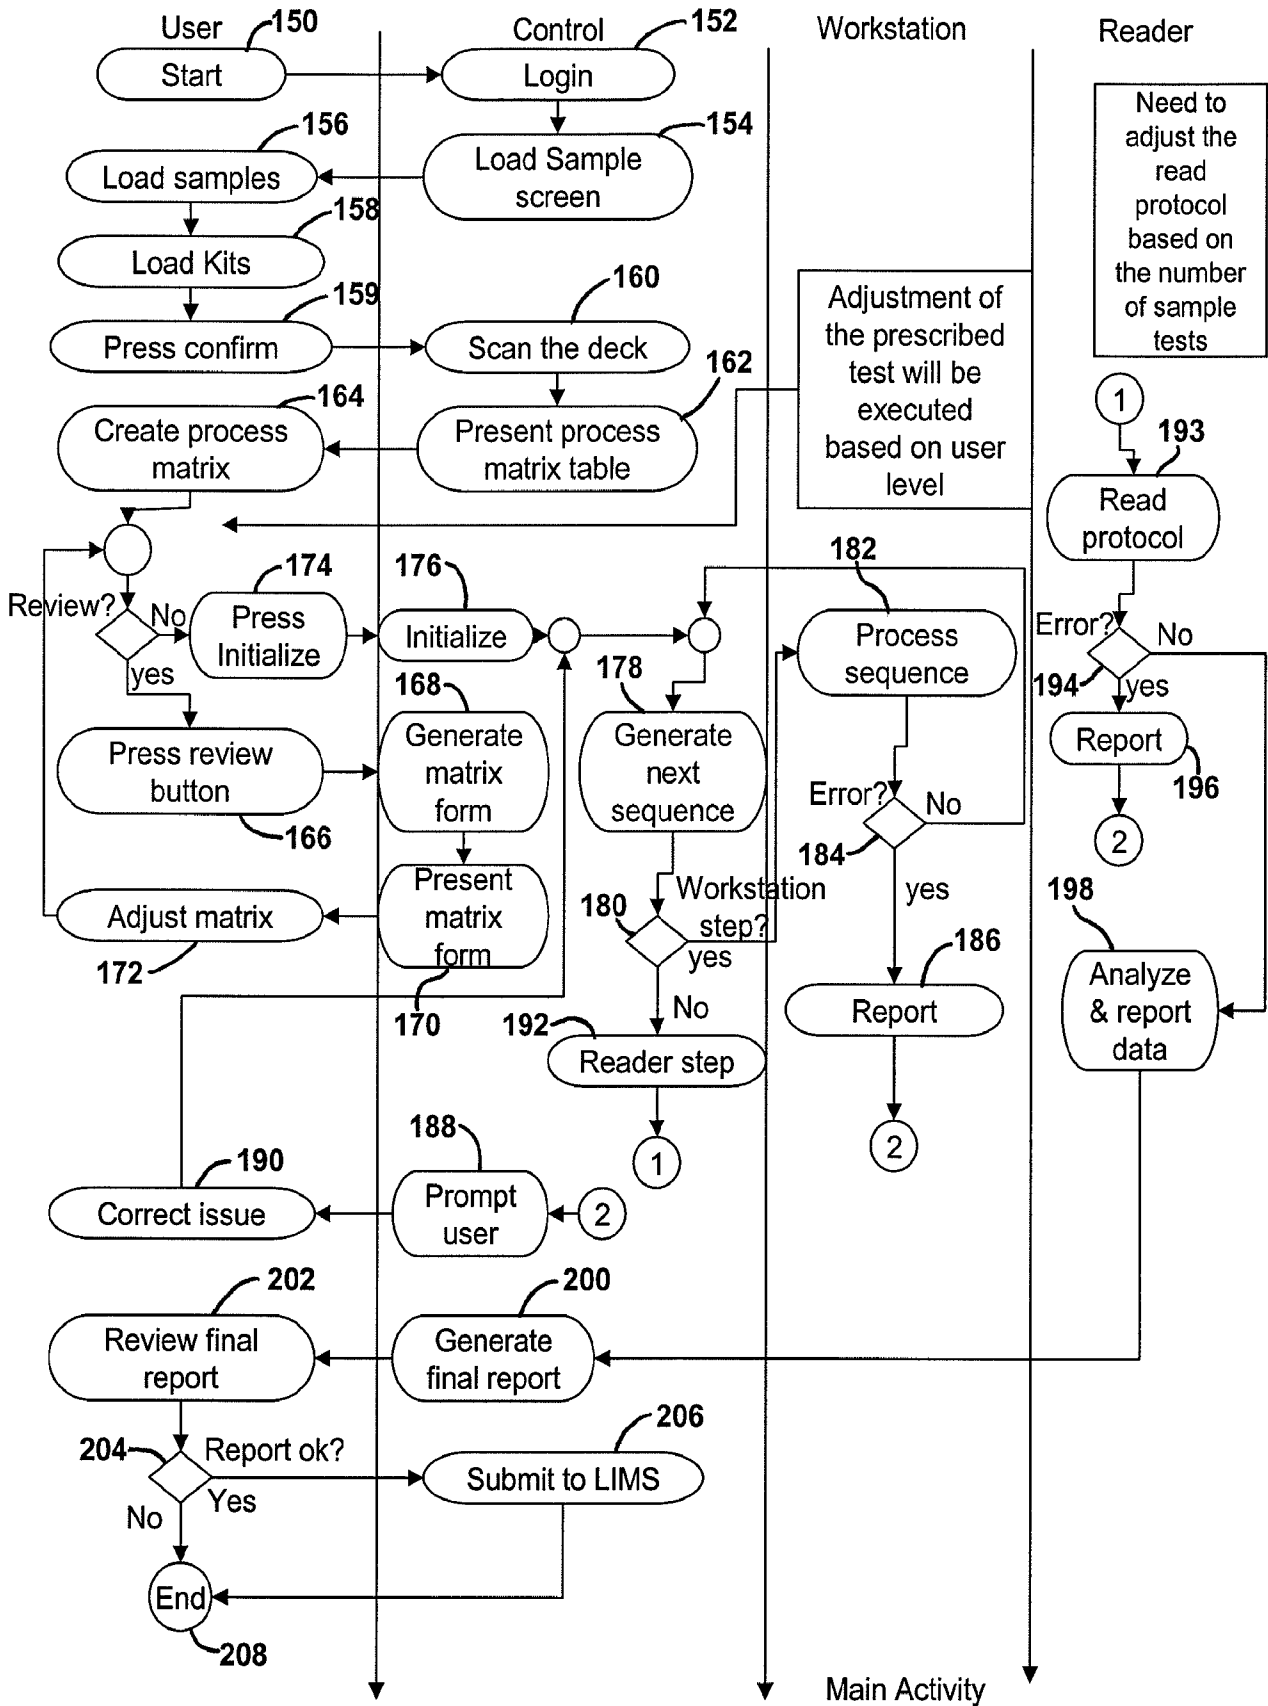 User
150
Control
152
Workstation
Reader
Start
Login
Need to
adjust the
read
protocol
based on
the number
of sample
tests
156
154
Load samples
Load Sample
screen
158
Load Kits
159
160
Press confirm
Scan the deck
Adjustment of
the prescribed
test will be
executed
based on user
level
164
162
Create process
matrix
Present process
matrix table
1
193
Read
protocol
174
176
182
Review?
No
yes
Press
Initialize
Initialize
Process
sequence
Error?
No
194
yes
168
178
Press review
button
166
Generate
matrix
form
Generate
next
sequence
Error?
No
184
yes
Report
196
2
Adjust matrix
172
Present
matrix
form
170
180
Workstation
step?
yes
No
186
Report
198
Analyze
& report
data
192
Reader step
1
2
190
188
Correct issue
Prompt
user
2
202
200
Review final
report
Generate
final report
204
Report ok?
Yes
No
206
Submit to LIMS
End
208
Main Activity